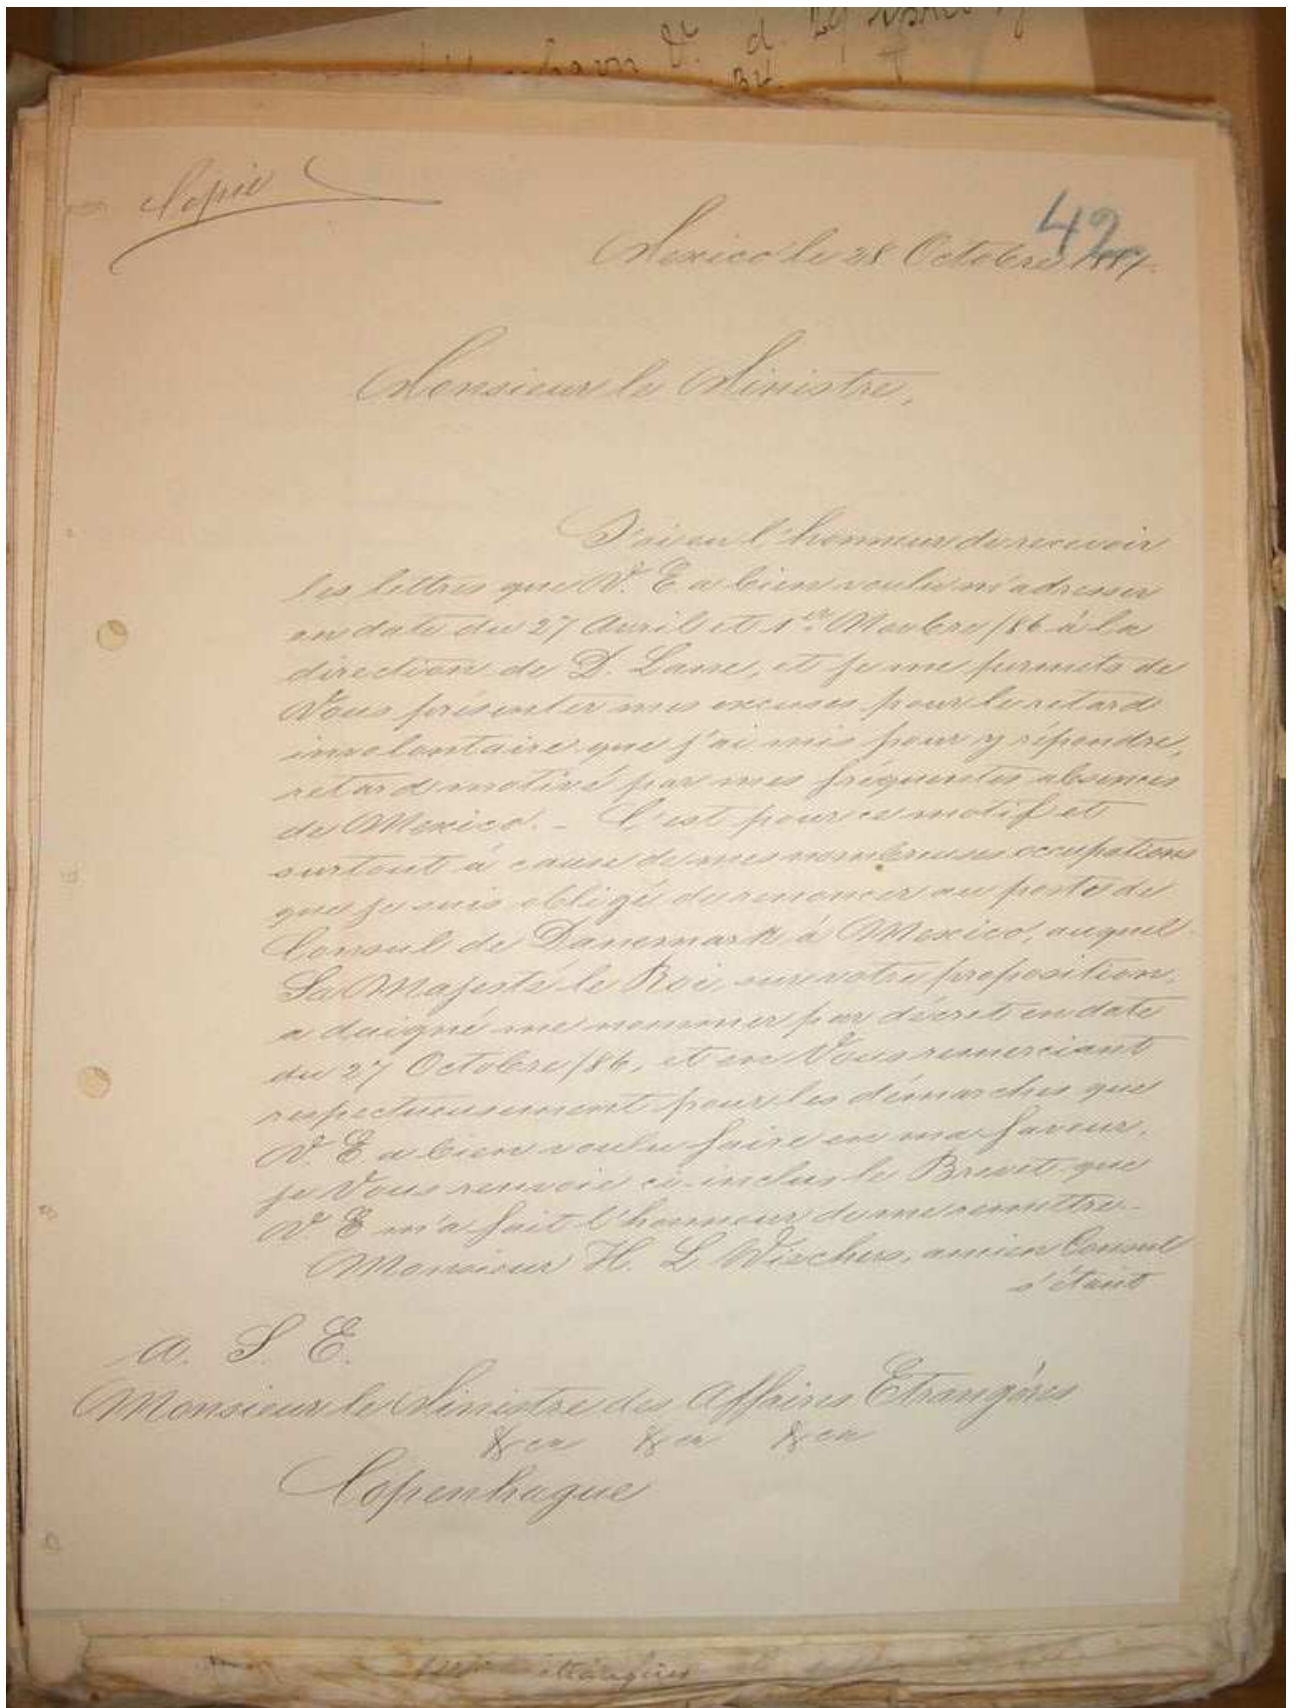 Copie
42
Mexico le 28 Octobre 1887.
Monsieur le Ministre,
J'ai eu l'honneur de recevoir
les lettres que V. E. a bien voulu m'adresser
en date du 27 Avril et 1er Novbre/86 à la
direction de D. Lame, et je me permets de
Vous présenter mes excuses pour le retard
involontaire que j'ai mis pour y répondre,
retard motivé par mes fréquentes absences
de Mexico. - C'est pour ce motif et
surtout à cause de mes nombreuses occupations
que je suis obligé de renoncer au poste de
Consul de Danemark à Mexico, auquel
Sa Majesté le Roi, sur votre proposition,
a daigné me nommer par décret en date
du 27 Octobre/86, et en Vous remerciant
respectueusement pour les démarches que
V. E a bien voulu faire en ma faveur,
je Vous renvoie ci-inclus le Brevet que
V. E m'a fait l'honneur de me remettre. -
Monsieur H. L Wiechers, ancien Consul
s'étant
A. S. E.
Monsieur le Ministre des Affaires Etrangères
&ca &ca &ca
Copenhague